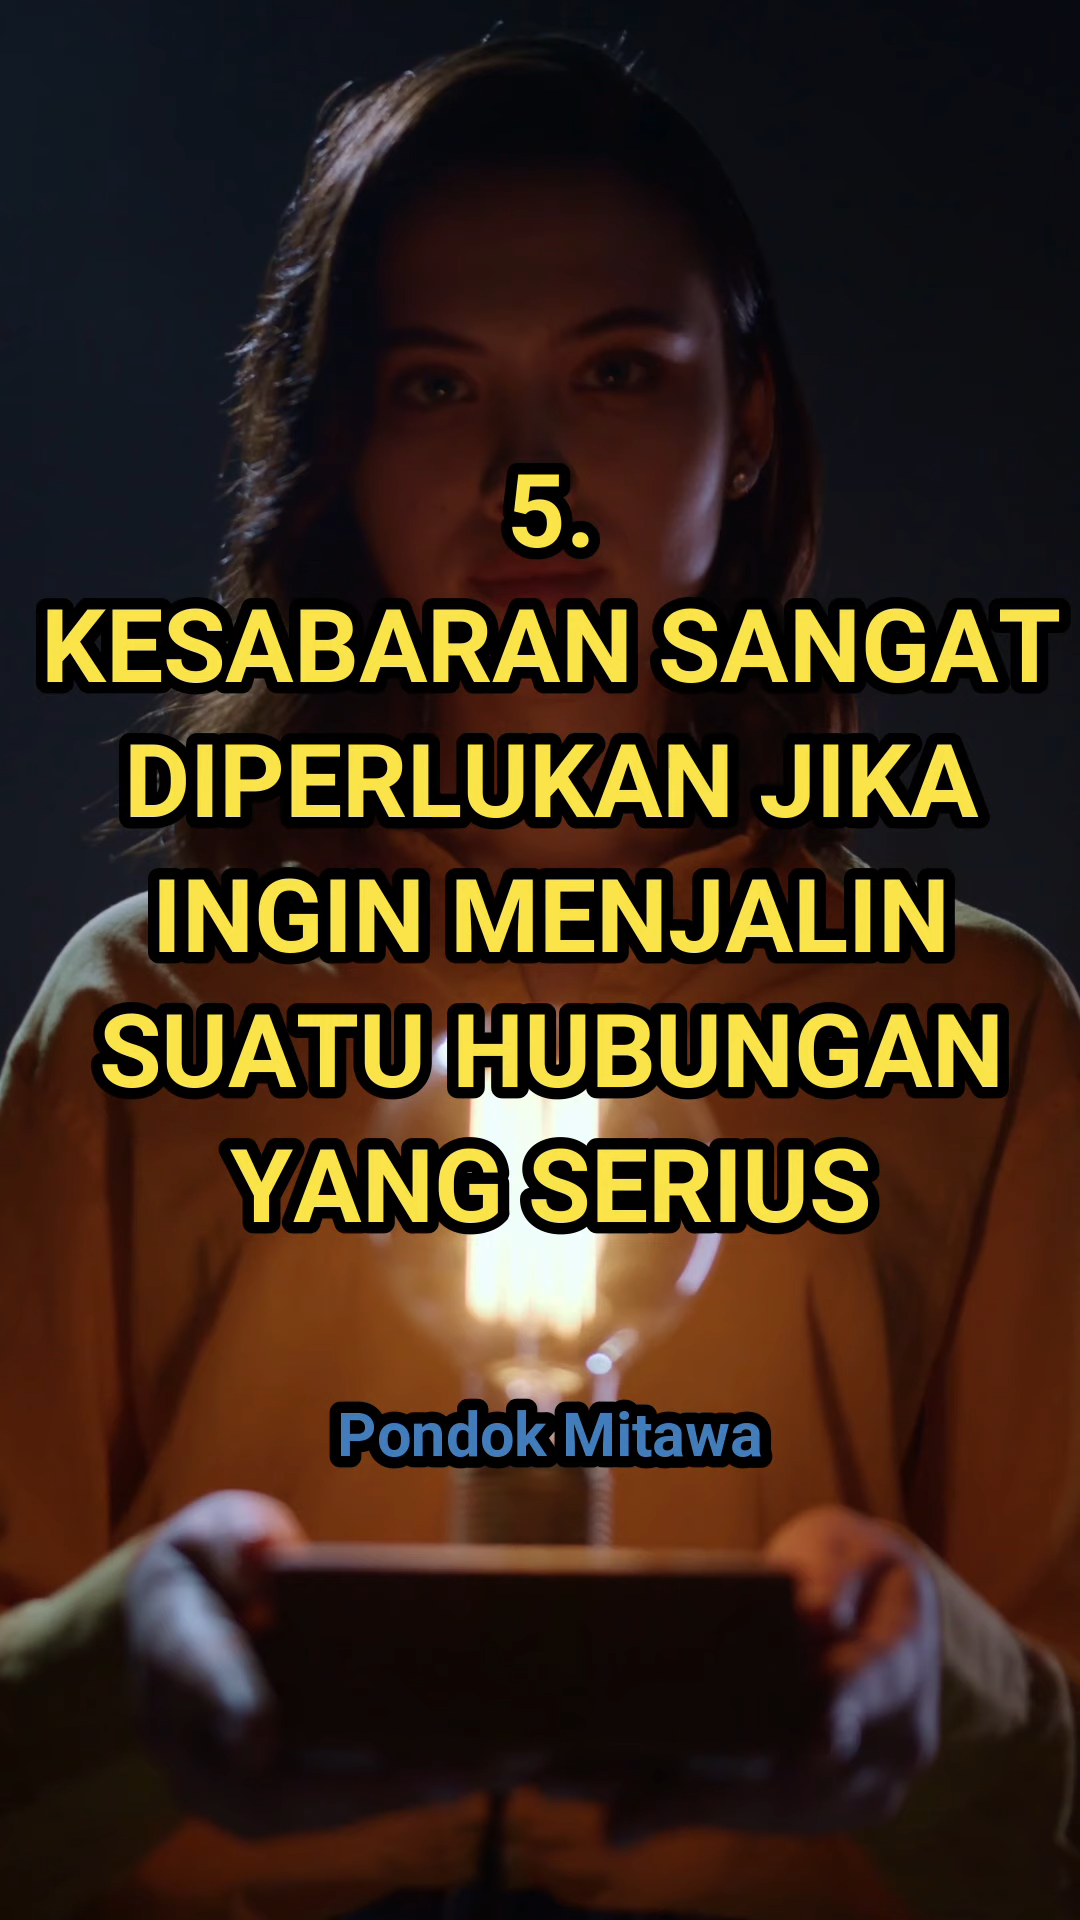 5.
KESABARAN SANGAT
DIPERLUKAN JIKA
INGIN MENJALIN
SUATU HUBUNGAN
YANG SERIUS
Pondok Mitawa